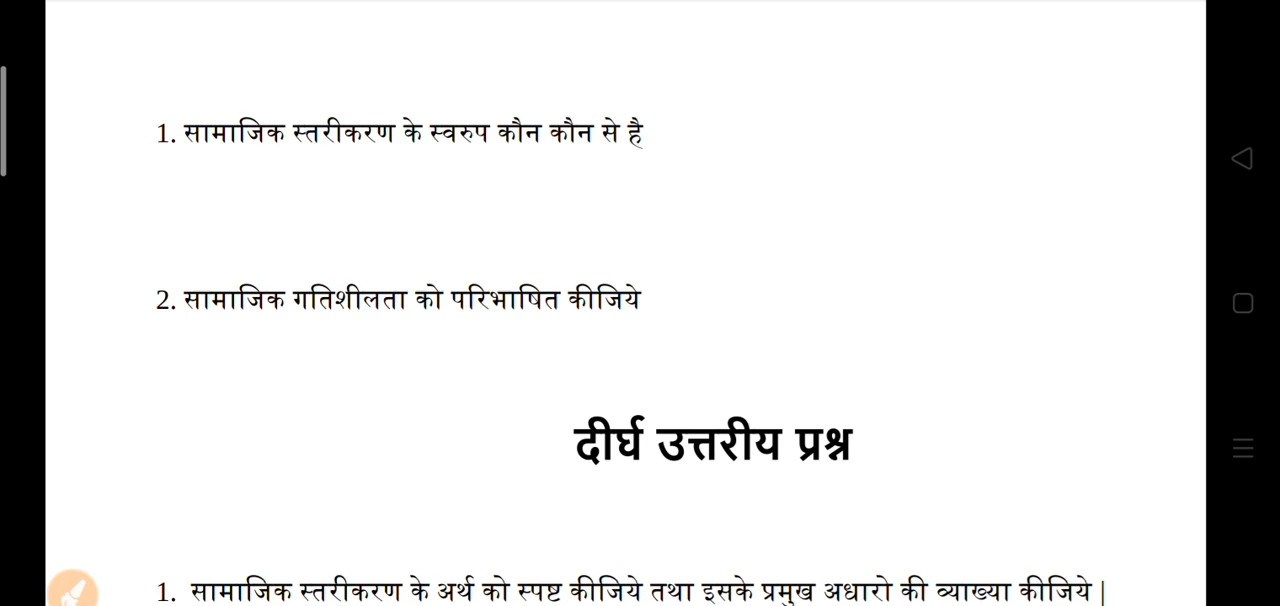 1. सामाजिक स्तरीकरण के स्वरुप कौन कौन से है
2. सामाजिक गतिशीलता को परिभाषित कीजिये
दीर्घ उत्तरीय प्रश्न
1. सामाजिक स्तरीकरण के अर्थ को स्पष्ट कीजिये तथा इसके प्रमुख अधारो की व्याख्या कीजिये |